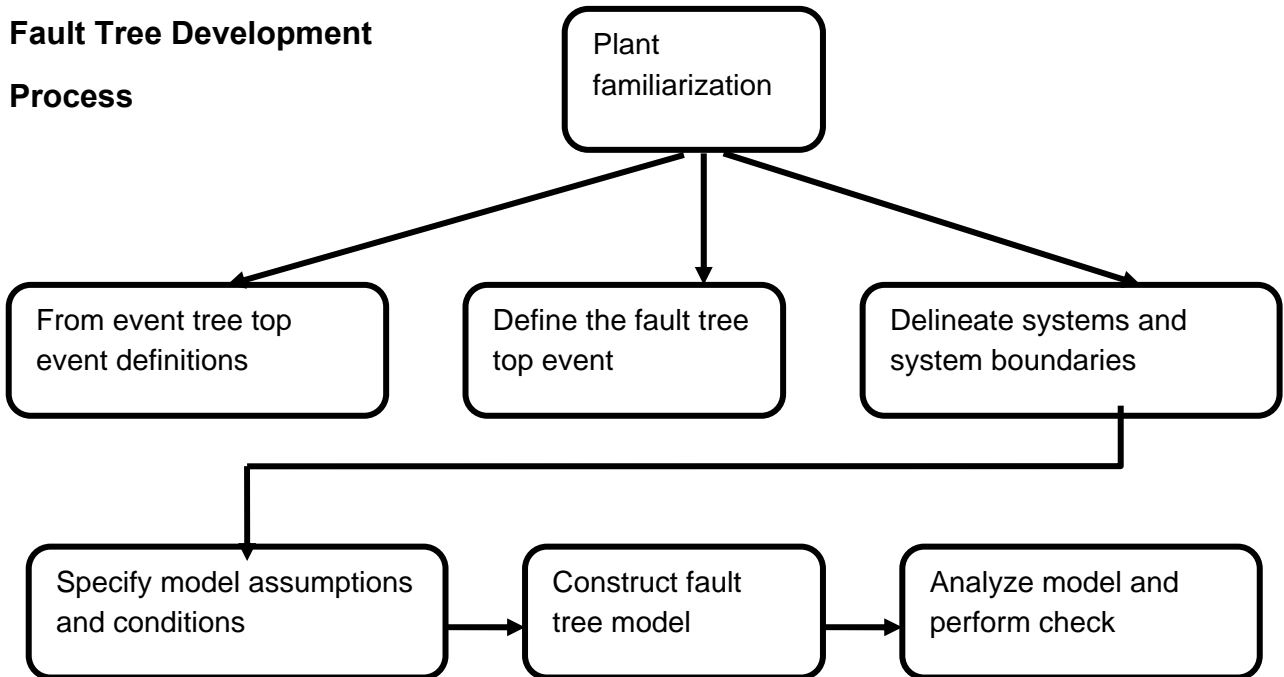 Fault Tree Development
Process
Plant
familiarization
From event tree top
event definitions
Define the fault tree
top event
Delineate systems and
system boundaries
Specify model assumptions
and conditions
Construct fault
tree model
Analyze model and
perform check